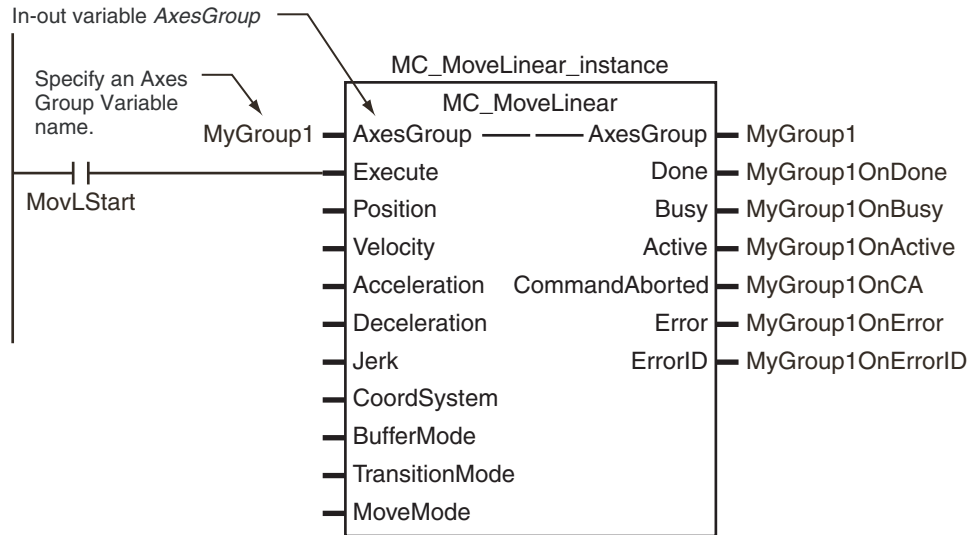 In-out variable AxesGroup
Specify an Axes
Group Variable
name.
MC_MoveLinear_instance
MC_MoveLinear
MyGroup1 AxesGroup AxesGroup MyGroup1
Execute Done MyGroup1OnDone
MovLStart
Position Busy MyGroup1OnBusy
Velocity Active MyGroup1OnActive
Acceleration CommandAborted MyGroup1OnCA
Deceleration Error MyGroup1OnError
Jerk ErrorID MyGroup1OnErrorID
CoordSystem
BufferMode
TransitionMode
MoveMode